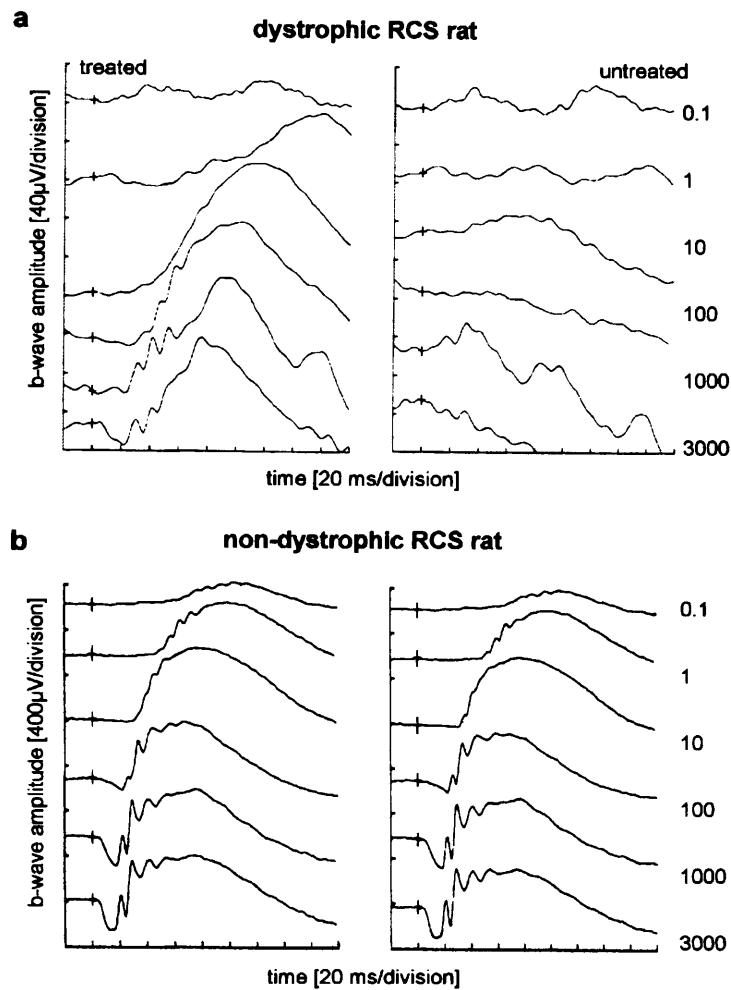 a
dystrophic RCS rat
treated
untreated
b-wave amplitude [40µV/division]
0.1
1
10
100
1000
3000
time [20 ms/division]
b
non-dystrophic RCS rat
b-wave amplitude [400µV/division]
0.1
1
10
100
1000
3000
time [20 ms/division]